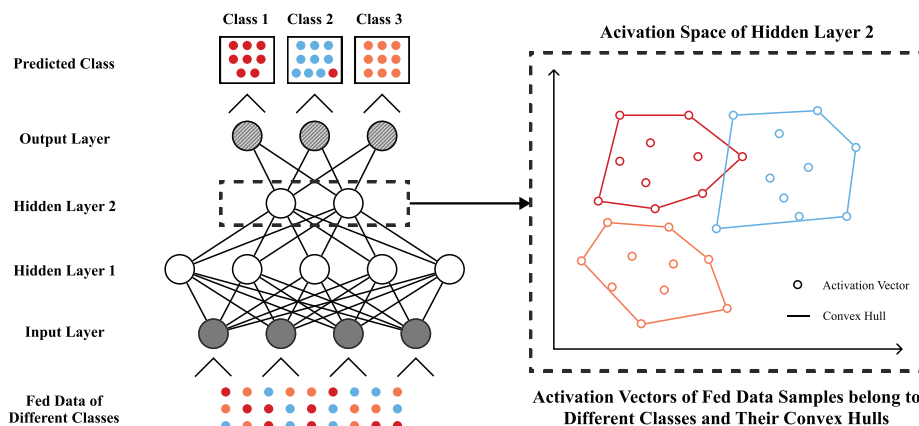 Class 1 Class 2 Class 3
Predicted Class
Output Layer
Hidden Layer 2
Hidden Layer 1
Input Layer
Fed Data of
Different Classes
Acivation Space of Hidden Layer 2
Activation Vector
Convex Hull
Activation Vectors of Fed Data Samples belong to
Different Classes and Their Convex Hulls